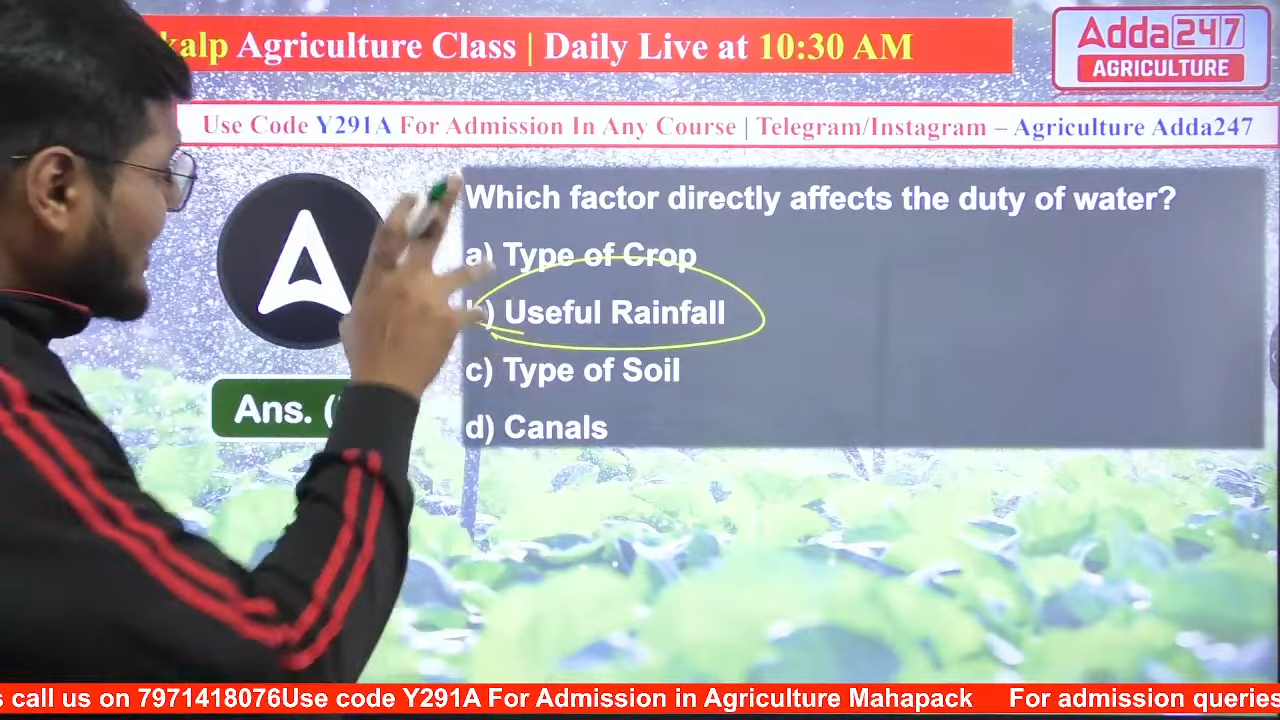 kalp Agriculture Class | Daily Live at 10:30 AM
Adda247
AGRICULTURE
Use Code Y291A For Admission In Any Course | Telegram/Instagram – Agriculture Adda247
Which factor directly affects the duty of water?
a) Type of Crop
b) Useful Rainfall
c) Type of Soil
d) Canals
Ans. (
s call us on 7971418076Use code Y291A For Admission in Agriculture Mahapack For admission queries